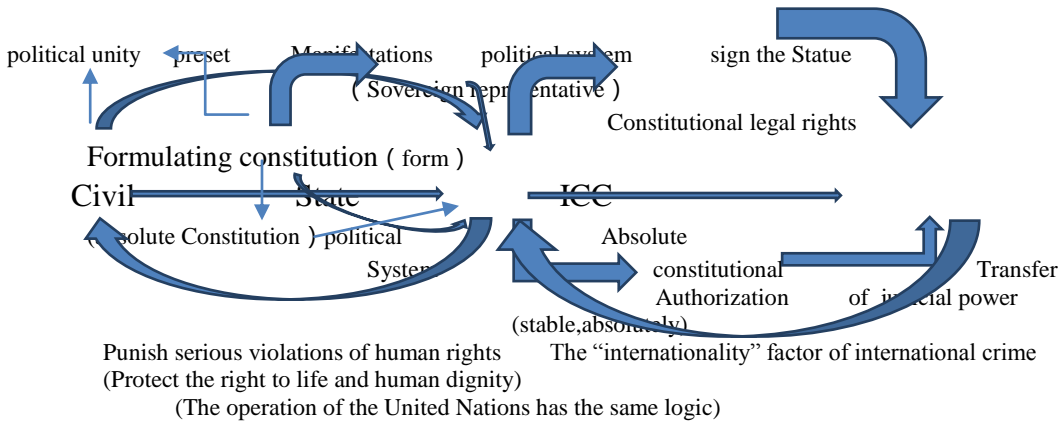 political unity preset Manifestations political system sign the Statue
( Sovereign representative )
Constitutional legal rights
Formulating constitution ( form )
Civil State ICC
(absolute Constitution ) political Absolute
System constitutional Transfer
Authorization of judicial power
(stable,absolutely)
Punish serious violations of human rights The “internationality” factor of international crime
(Protect the right to life and human dignity)
(The operation of the United Nations has the same logic)